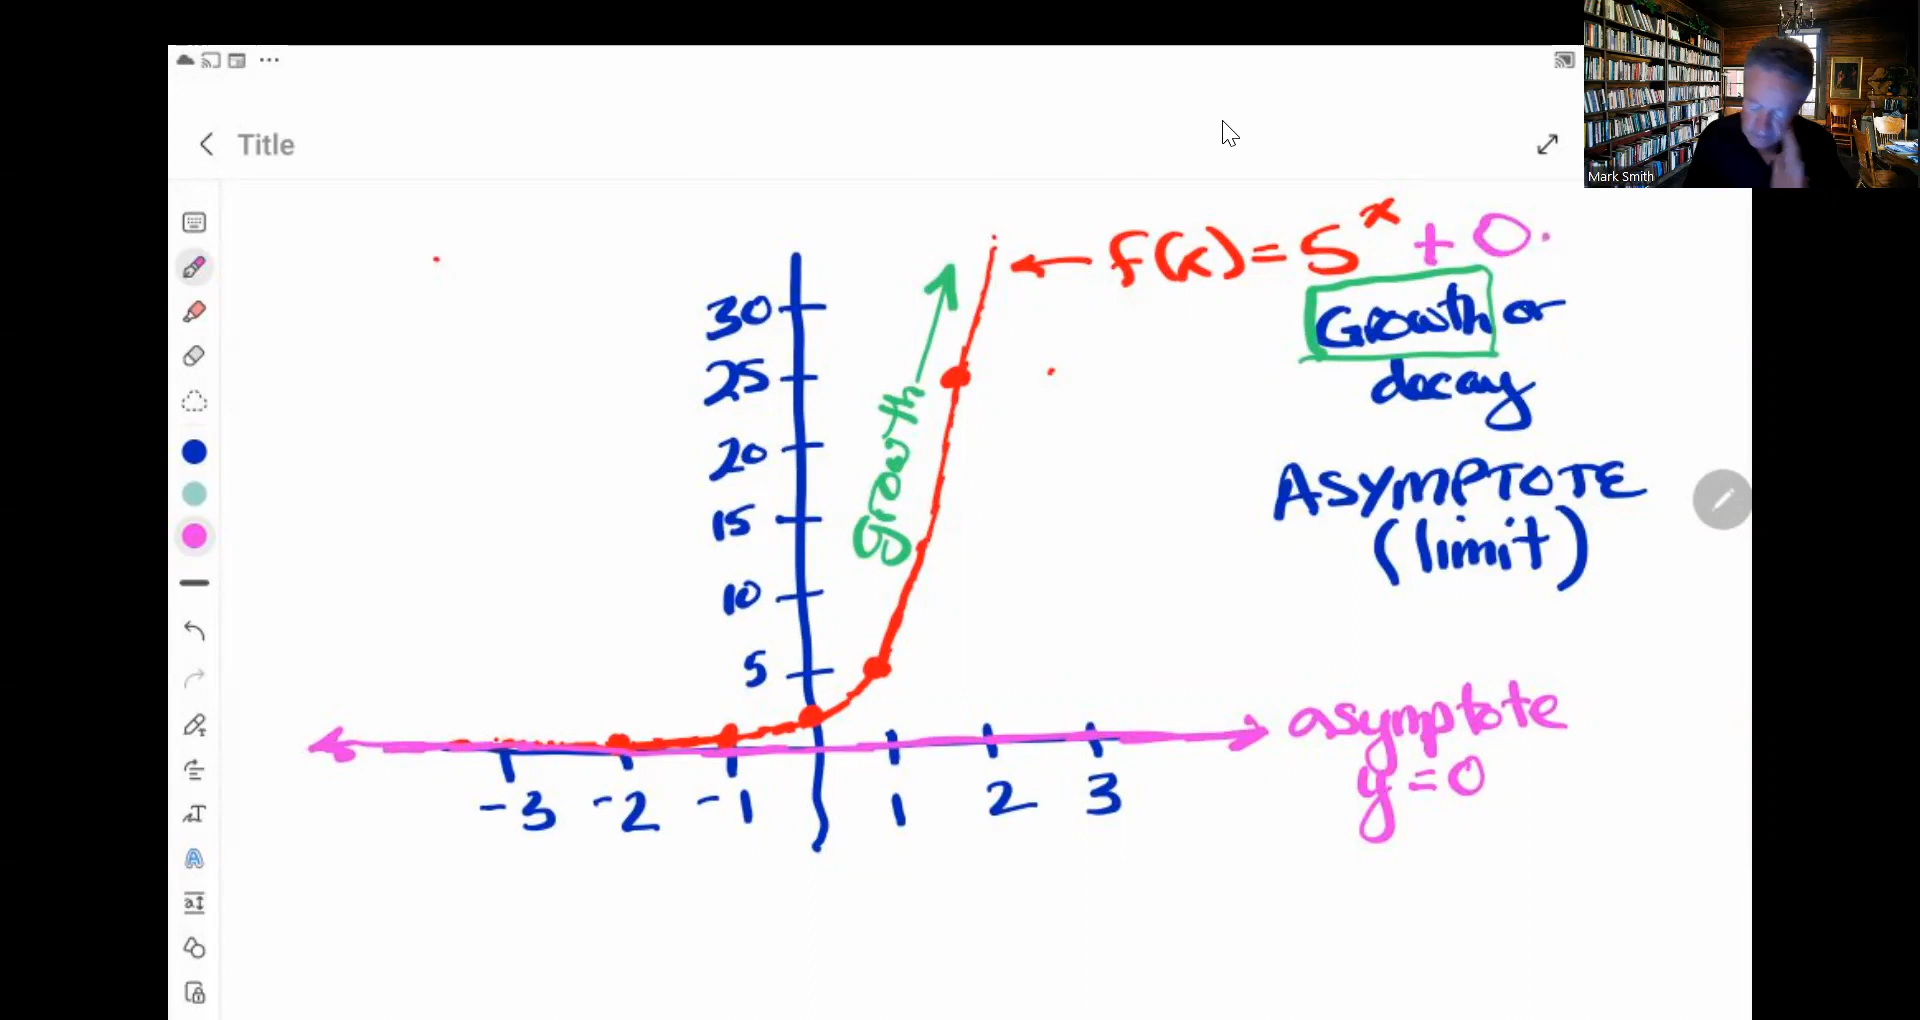 Title
Mark Smith
f(x) = 5^x + 0
Growth or
decay
30
25
20
15
10
5
growth
ASYMPTOTE
(limit)
asymptote
y = 0
-3 -2 -1 1 2 3